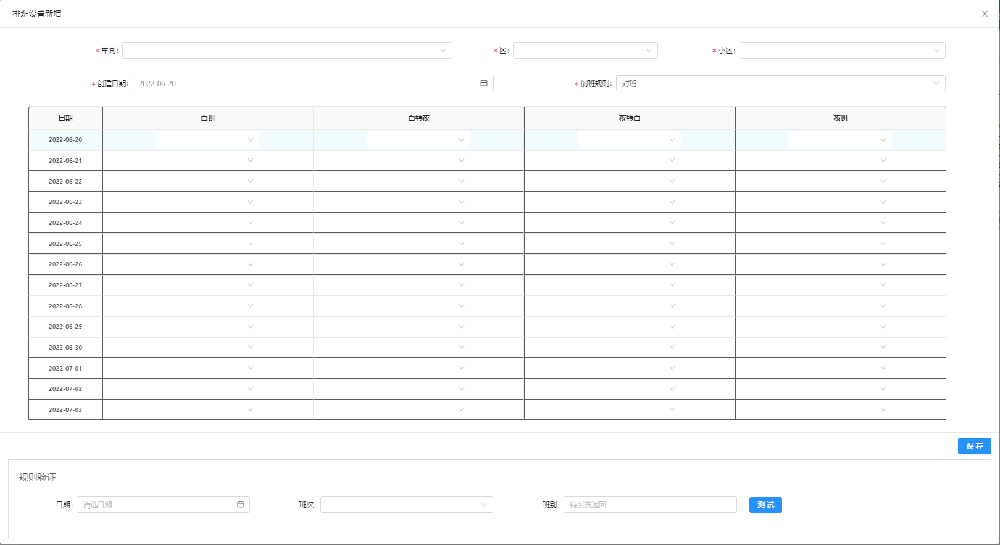 排班设置新增
* 车间: * 区: * 小区:
* 创建日期: 2022-06-20 * 倒班规则: 对班
日期 白班 白转夜 夜转白 夜班
2022-06-20
2022-06-21
2022-06-22
2022-06-23
2022-06-24
2022-06-25
2022-06-26
2022-06-27
2022-06-28
2022-06-29
2022-06-30
2022-07-01
2022-07-02
2022-07-03
保存
规则验证
日期: 请选日期 班次: 班别: 待系统返回 测试